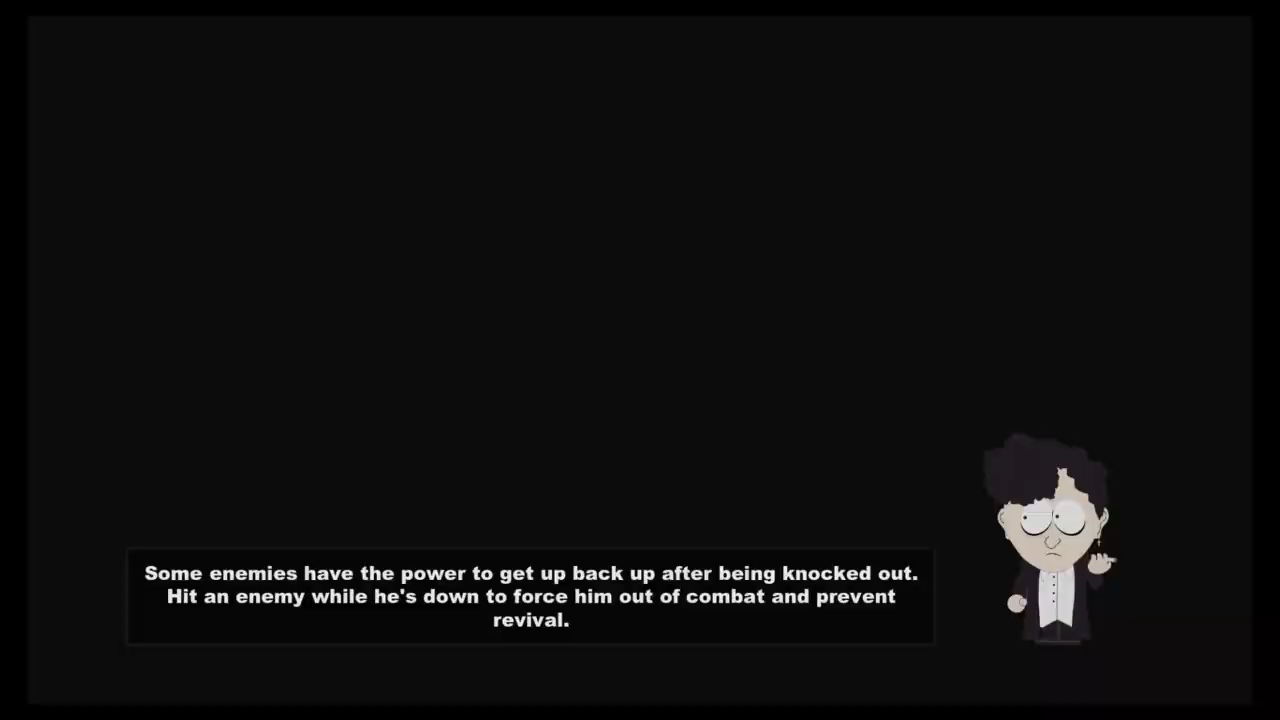 Some enemies have the power to get up back up after being knocked out.
Hit an enemy while he's down to force him out of combat and prevent
revival.